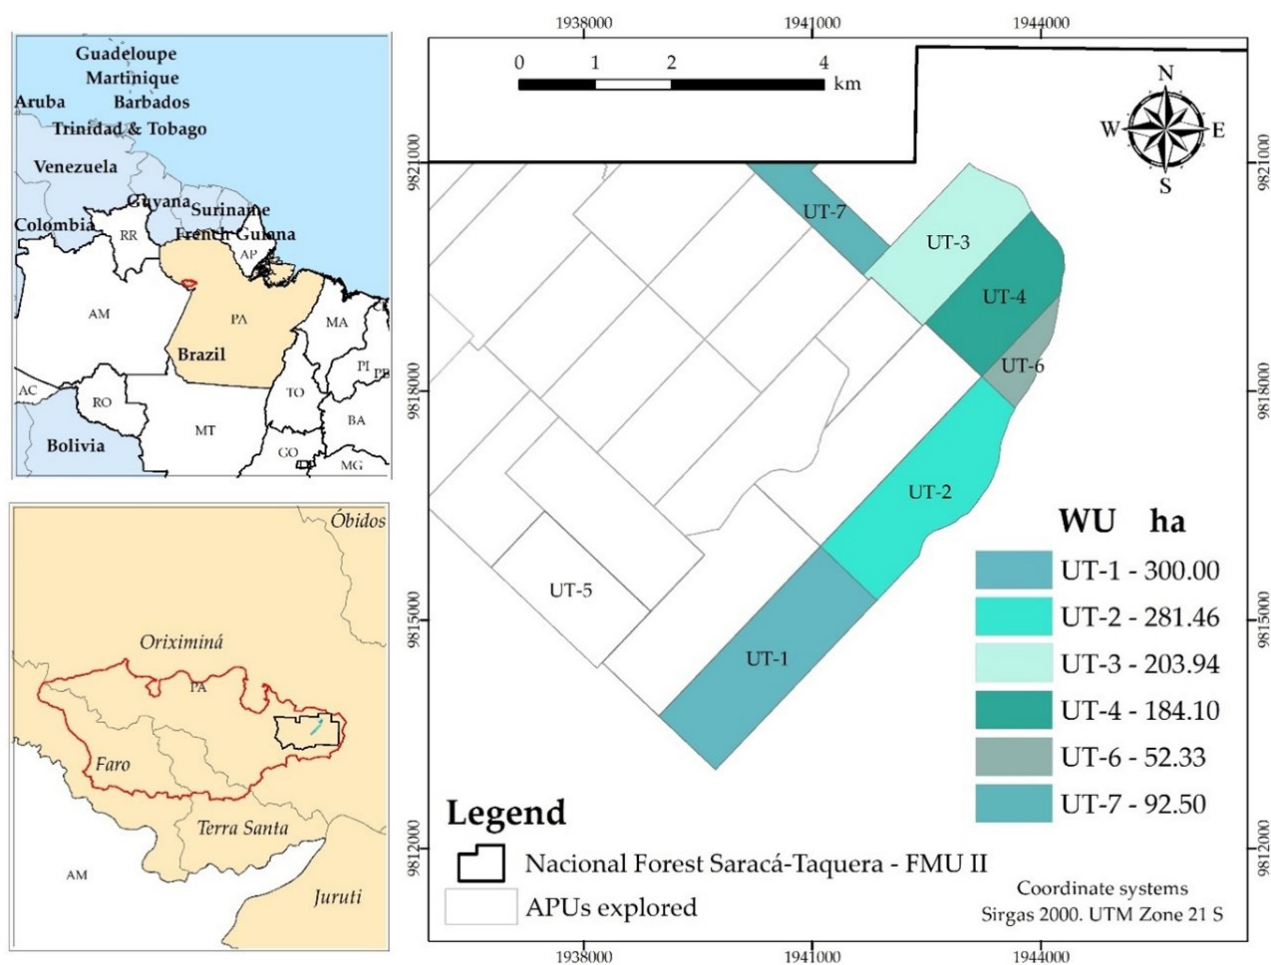 Guadeloupe
Martinique
Aruba
Barbados
Trinidad & Tobago
Venezuela
Guyana
Suriname
Colombia
French Guiana
RR
AP
AM
PA
MA
Brazil
PI
PB
AC
RO
TO
MT
BA
Bolivia
GO
MG
Óbidos
Oriximiná
PA
Faro
Terra Santa
AM
Juruti
1938000
1941000
1944000
0
1
2
4
km
N
W
E
S
9821000
9821000
UT-7
UT-3
UT-4
UT-6
9818000
9818000
UT-2
UT-5
UT-1
9815000
9815000
WU ha
UT-1 - 300.00
UT-2 - 281.46
UT-3 - 203.94
UT-4 - 184.10
UT-6 - 52.33
UT-7 - 92.50
9812000
9812000
Legend
Nacional Forest Saracá-Taquera - FMU II
APUs explored
Coordinate systems
Sirgas 2000. UTM Zone 21 S
1938000
1941000
1944000